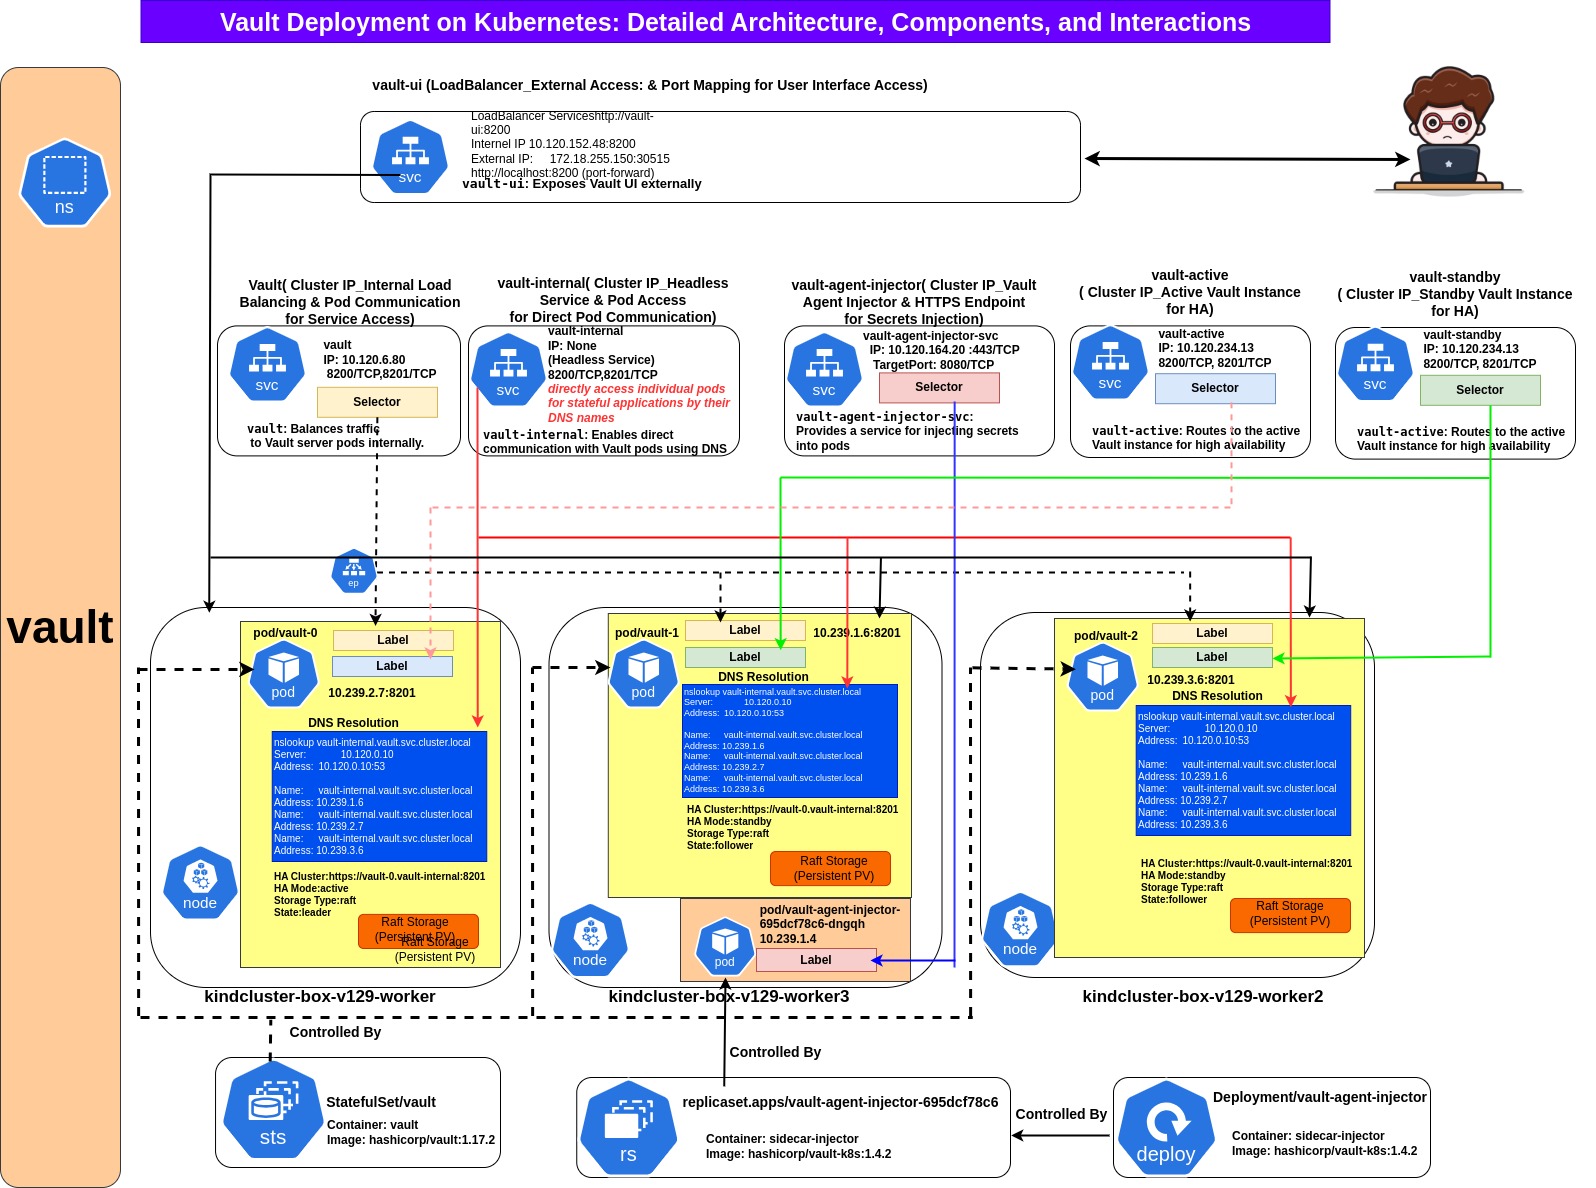 Vault Deployment on Kubernetes: Detailed Architecture, Components, and Interactions
ns
vault
vault-ui (LoadBalancer_External Access: & Port Mapping for User Interface Access)
svc
LoadBalancer Servicehttp://vault-
ui:8200
Internel IP 10.120.152.48:8200
External IP: 172.18.255.150:30515
http://localhost:8200 (port-forward)
vault-ui: Exposes Vault UI externally
Vault( Cluster IP_Internal Load
Balancing & Pod Communication
for Service Access)
svc
vault
IP: 10.120.6.80
8200/TCP,8201/TCP
Selector
vault: Balances traffic
to Vault server pods internally.
vault-internal( Cluster IP_Headless
Service & Pod Access
for Direct Pod Communication)
svc
vault-internal
IP: None
(Headless Service)
8200/TCP,8201/TCP
directly access individual pods
for stateful applications by their
DNS names
vault-internal: Enables direct
communication with Vault pods using DNS
vault-agent-injector( Cluster IP_Vault
Agent Injector & HTTPS Endpoint
for Secrets Injection)
svc
vault-agent-injector-svc
IP: 10.120.164.20 :443/TCP
TargetPort: 8080/TCP
Selector
vault-agent-injector-svc:
Provides a service for injecting secrets
into pods
vault-active
( Cluster IP_Active Vault Instance
for HA)
svc
vault-active
IP: 10.120.234.13
8200/TCP, 8201/TCP
Selector
vault-active: Routes to the active
Vault instance for high availability
vault-standby
( Cluster IP_Standby Vault Instance
for HA)
svc
vault-standby
IP: 10.120.234.13
8200/TCP, 8201/TCP
Selector
vault-active: Routes to the active
Vault instance for high availability
ep
pod/vault-0
Label
Label
pod
10.239.2.7:8201
DNS Resolution
nslookup vault-internal.vault.svc.cluster.local
Server: 10.120.0.10
Address: 10.120.0.10:53
Name: vault-internal.vault.svc.cluster.local
Address: 10.239.1.6
Name: vault-internal.vault.svc.cluster.local
Address: 10.239.2.7
Name: vault-internal.vault.svc.cluster.local
Address: 10.239.3.6
HA Cluster:https://vault-0.vault-internal:8201
HA Mode:active
Storage Type:raft
State:leader
Raft Storage
(Persistent PV)
Raft Storage
(Persistent PV)
node
kindcluster-box-v129-worker
pod/vault-1
Label
10.239.1.6:8201
Label
pod
DNS Resolution
nslookup vault-internal.vault.svc.cluster.local
Server: 10.120.0.10
Address: 10.120.0.10:53
Name: vault-internal.vault.svc.cluster.local
Address: 10.239.1.6
Name: vault-internal.vault.svc.cluster.local
Address: 10.239.2.7
Name: vault-internal.vault.svc.cluster.local
Address: 10.239.3.6
HA Cluster:https://vault-0.vault-internal:8201
HA Mode:standby
Storage Type:raft
State:follower
Raft Storage
(Persistent PV)
node
pod/vault-agent-injector-
695dcf78c6-dngqh
10.239.1.4
pod
Label
kindcluster-box-v129-worker3
pod/vault-2
Label
Label
pod
10.239.3.6:8201
DNS Resolution
nslookup vault-internal.vault.svc.cluster.local
Server: 10.120.0.10
Address: 10.120.0.10:53
Name: vault-internal.vault.svc.cluster.local
Address: 10.239.1.6
Name: vault-internal.vault.svc.cluster.local
Address: 10.239.2.7
Name: vault-internal.vault.svc.cluster.local
Address: 10.239.3.6
HA Cluster:https://vault-0.vault-internal:8201
HA Mode:standby
Storage Type:raft
State:follower
Raft Storage
(Persistent PV)
node
kindcluster-box-v129-worker2
Controlled By
sts
StatefulSet/vault
Container: vault
Image: hashicorp/vault:1.17.2
Controlled By
rs
replicaset.apps/vault-agent-injector-695dcf78c6
Container: sidecar-injector
Image: hashicorp/vault-k8s:1.4.2
Controlled By
deploy
Deployment/vault-agent-injector
Container: sidecar-injector
Image: hashicorp/vault-k8s:1.4.2